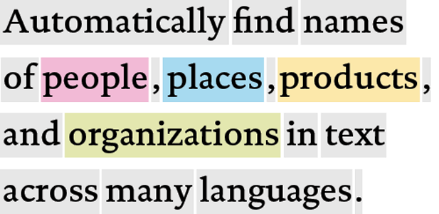 Automatically find names
of people, places, products,
and organizations in text
across many languages.